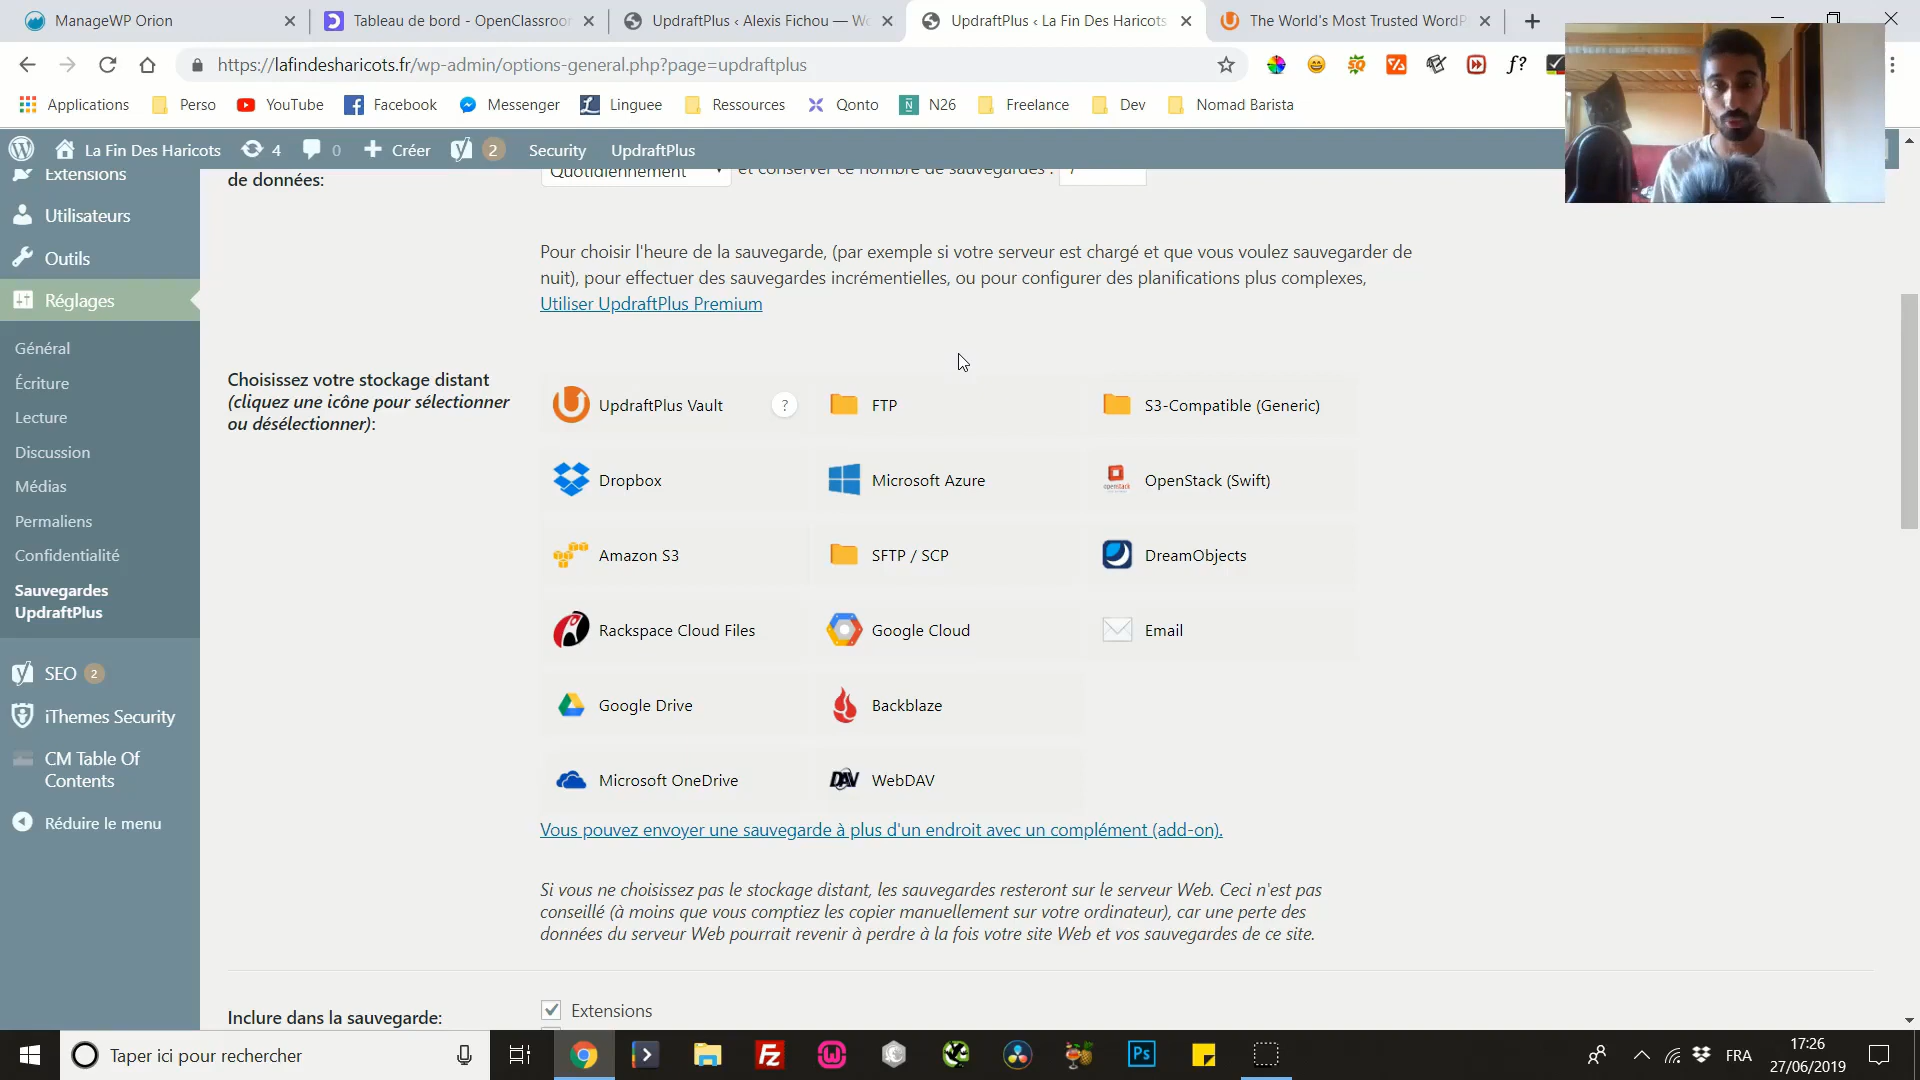 ManageWP Orion
Tableau de bord - OpenClassroom
UpdraftPlus ‹ Alexis Fichou — Wo
UpdraftPlus ‹ La Fin Des Haricots
The World's Most Trusted WordP
https://lafindesharicots.fr/wp-admin/options-general.php?page=updraftplus
Applications
Perso
YouTube
Facebook
Messenger
Linguee
Ressources
Qonto
N26
Freelance
Dev
Nomad Barista
La Fin Des Haricots
4
0
Créer
2
Security
UpdraftPlus
Extensions
Utilisateurs
Outils
Réglages
Général
Écriture
Lecture
Discussion
Médias
Permaliens
Confidentialité
Sauvegardes
UpdraftPlus
SEO 2
iThemes Security
CM Table Of
Contents
Réduire le menu
de données:
Quotidiennement et conserver ce nombre de sauvegardes : 7
Pour choisir l'heure de la sauvegarde, (par exemple si votre serveur est chargé et que vous voulez sauvegarder de
nuit), pour effectuer des sauvegardes incrémentielles, ou pour configurer des planifications plus complexes,
Utiliser UpdraftPlus Premium
Choisissez votre stockage distant
(cliquez une icône pour sélectionner
ou désélectionner):
UpdraftPlus Vault ?
FTP
S3-Compatible (Generic)
Dropbox
Microsoft Azure
openstack
OpenStack (Swift)
Amazon S3
SFTP / SCP
DreamObjects
Rackspace Cloud Files
Google Cloud
Email
Google Drive
Backblaze
Microsoft OneDrive
DAV
WebDAV
Vous pouvez envoyer une sauvegarde à plus d'un endroit avec un complément (add-on).
Si vous ne choisissez pas le stockage distant, les sauvegardes resteront sur le serveur Web. Ceci n'est pas
conseillé (à moins que vous comptiez les copier manuellement sur votre ordinateur), car une perte des
données du serveur Web pourrait revenir à perdre à la fois votre site Web et vos sauvegardes de ce site.
Inclure dans la sauvegarde:
Extensions
Taper ici pour rechercher
FRA
17:26
27/06/2019